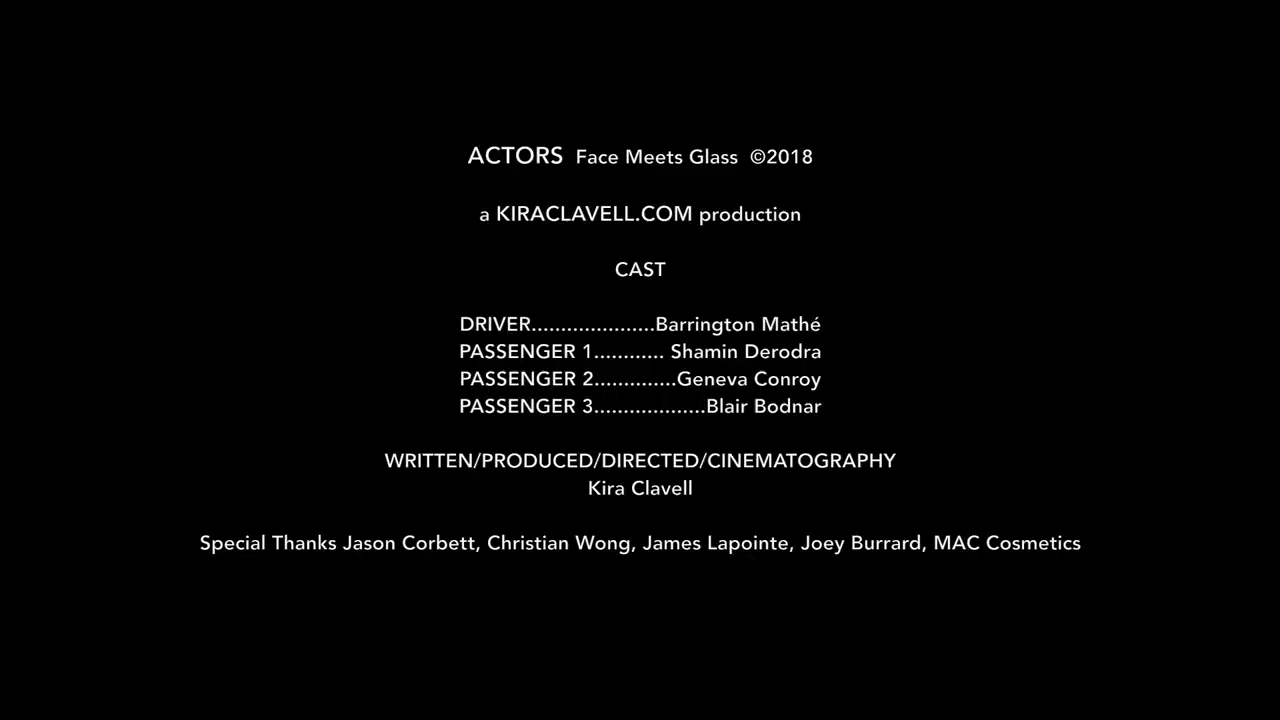 ACTORS Face Meets Glass ©2018
a KIRACLAVELL.COM production
CAST
DRIVER.....................Barrington Mathé
PASSENGER 1............ Shamin Derodra
PASSENGER 2..............Geneva Conroy
PASSENGER 3...................Blair Bodnar
WRITTEN/PRODUCED/DIRECTED/CINEMATOGRAPHY
Kira Clavell
Special Thanks Jason Corbett, Christian Wong, James Lapointe, Joey Burrard, MAC Cosmetics